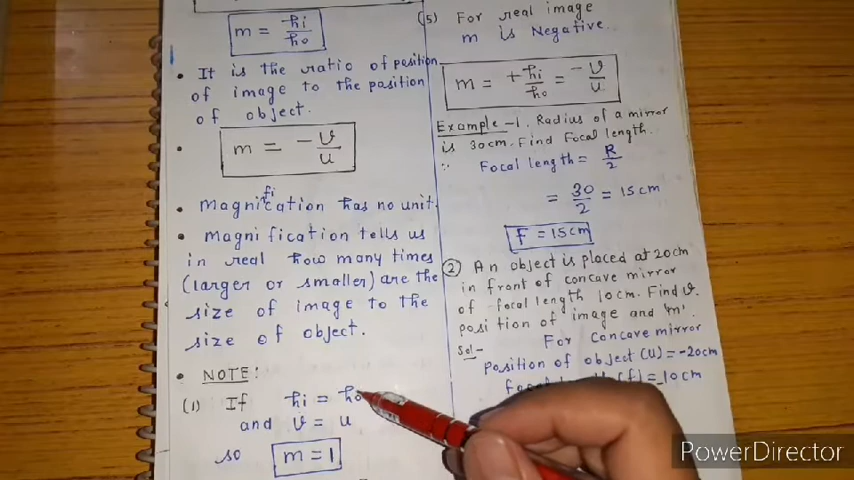 m = hi/ho
• It is the ratio of position
of image to the position
of object.
• m = - v/u
• Magnification has no unit.
• magnification tells us
in real how many times
(larger or smaller) are the
size of image to the
size of object.
• NOTE:
(1) If hi = ho
and v = u
so m = 1
(5) For real image
m is Negative.
m = + hi/ho = - v/u
Example-1. Radius of a mirror
is 30cm. Find Focal length.
∵ Focal length = R/2
= 30/2 = 15 cm
F = 15cm
(2) An object is placed at 20cm
in front of concave mirror
of focal length 10cm. Find v.
position of image and 'm'
Sol- For Concave mirror
position of object (u) = -20cm
(f) = -10cm
PowerDirector